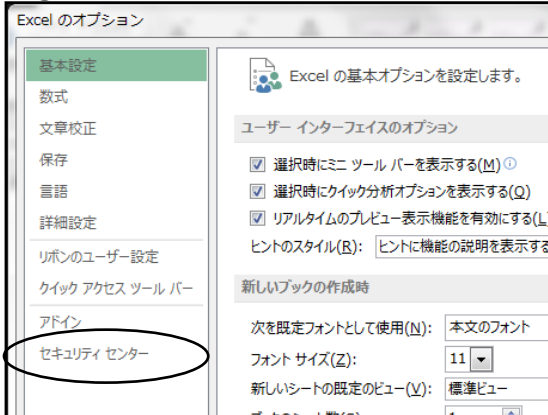 Excel のオプション
基本設定
数式
文章校正
保存
言語
詳細設定
リボンのユーザー設定
クイック アクセス ツール バー
アドイン
セキュリティ センター
Excel の基本オプションを設定します。
ユーザー インターフェイスのオプション
選択時にミニ ツール バーを表示する(M)
選択時にクイック分析オプションを表示する(Q)
リアルタイムのプレビュー表示機能を有効にする(L)
ヒントのスタイル(R): ヒントに機能の説明を表示する
新しいブックの作成時
次を既定フォントとして使用(N): 本文のフォント
フォント サイズ(Z): 11
新しいシートの既定のビュー(V): 標準ビュー